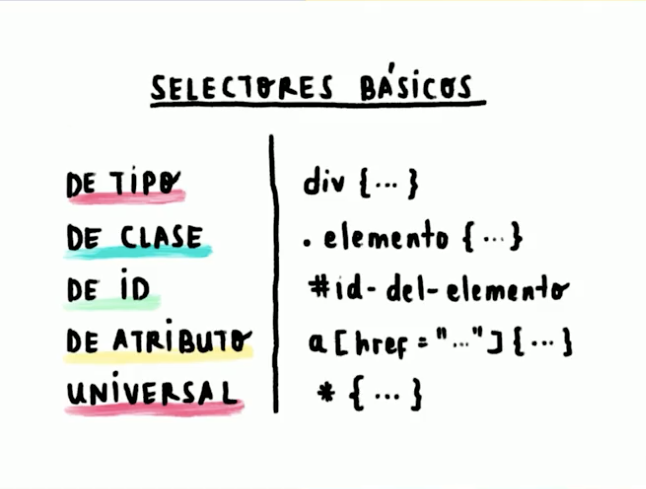 SELECTORES BÁSICOS
DE TIPO div {...}
DE CLASE . elemento {...}
DE ID #id-del-elemento
DE ATRIBUTO a[href="..."]{...}
UNIVERSAL * {...}